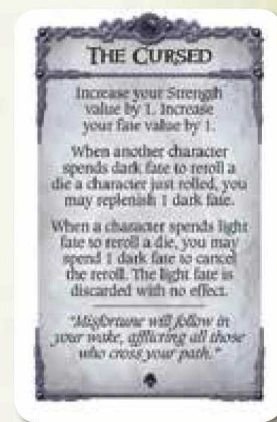 THE CURSED
Increase your Strength
value by 1. Increase
your fate value by 1.
When another character
spends dark fate to reroll a
die a character just rolled, you
may replenish 1 dark fate.
When a character spends light
fate to reroll a die, you may
spend 1 dark fate to cancel
the reroll. The light fate is
discarded with no effect.
"Misfortune will follow in
your wake, afflicting all those
who cross your path."